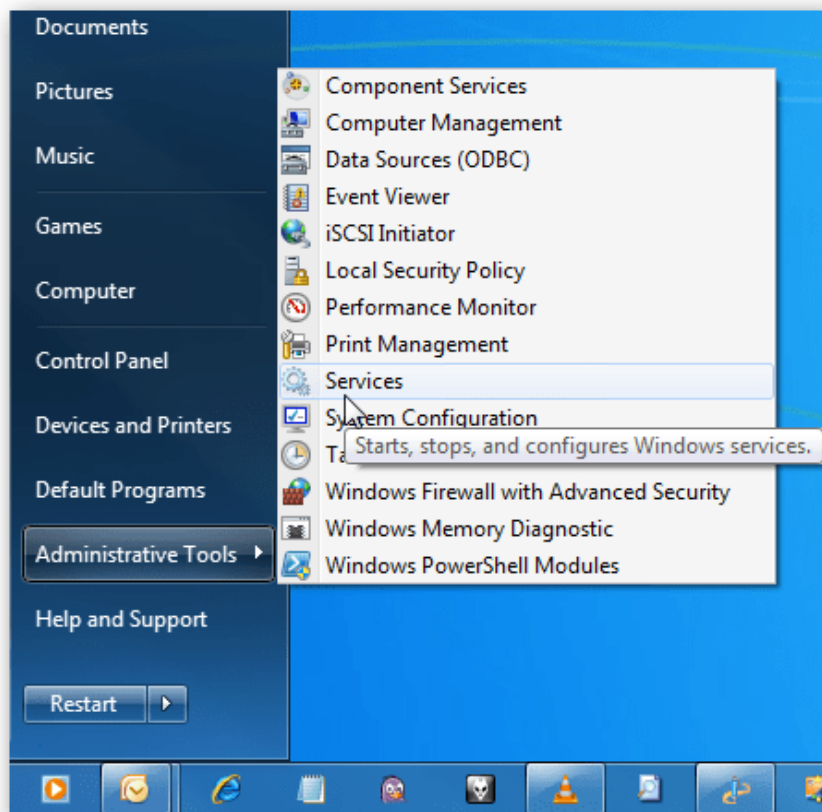 Documents
Pictures
Music
Games
Computer
Control Panel
Devices and Printers
Default Programs
Administrative Tools
Help and Support
Restart
Component Services
Computer Management
Data Sources (ODBC)
Event Viewer
iSCSI Initiator
Local Security Policy
Performance Monitor
Print Management
Services
System Configuration
Starts, stops, and configures Windows services.
Windows Firewall with Advanced Security
Windows Memory Diagnostic
Windows PowerShell Modules